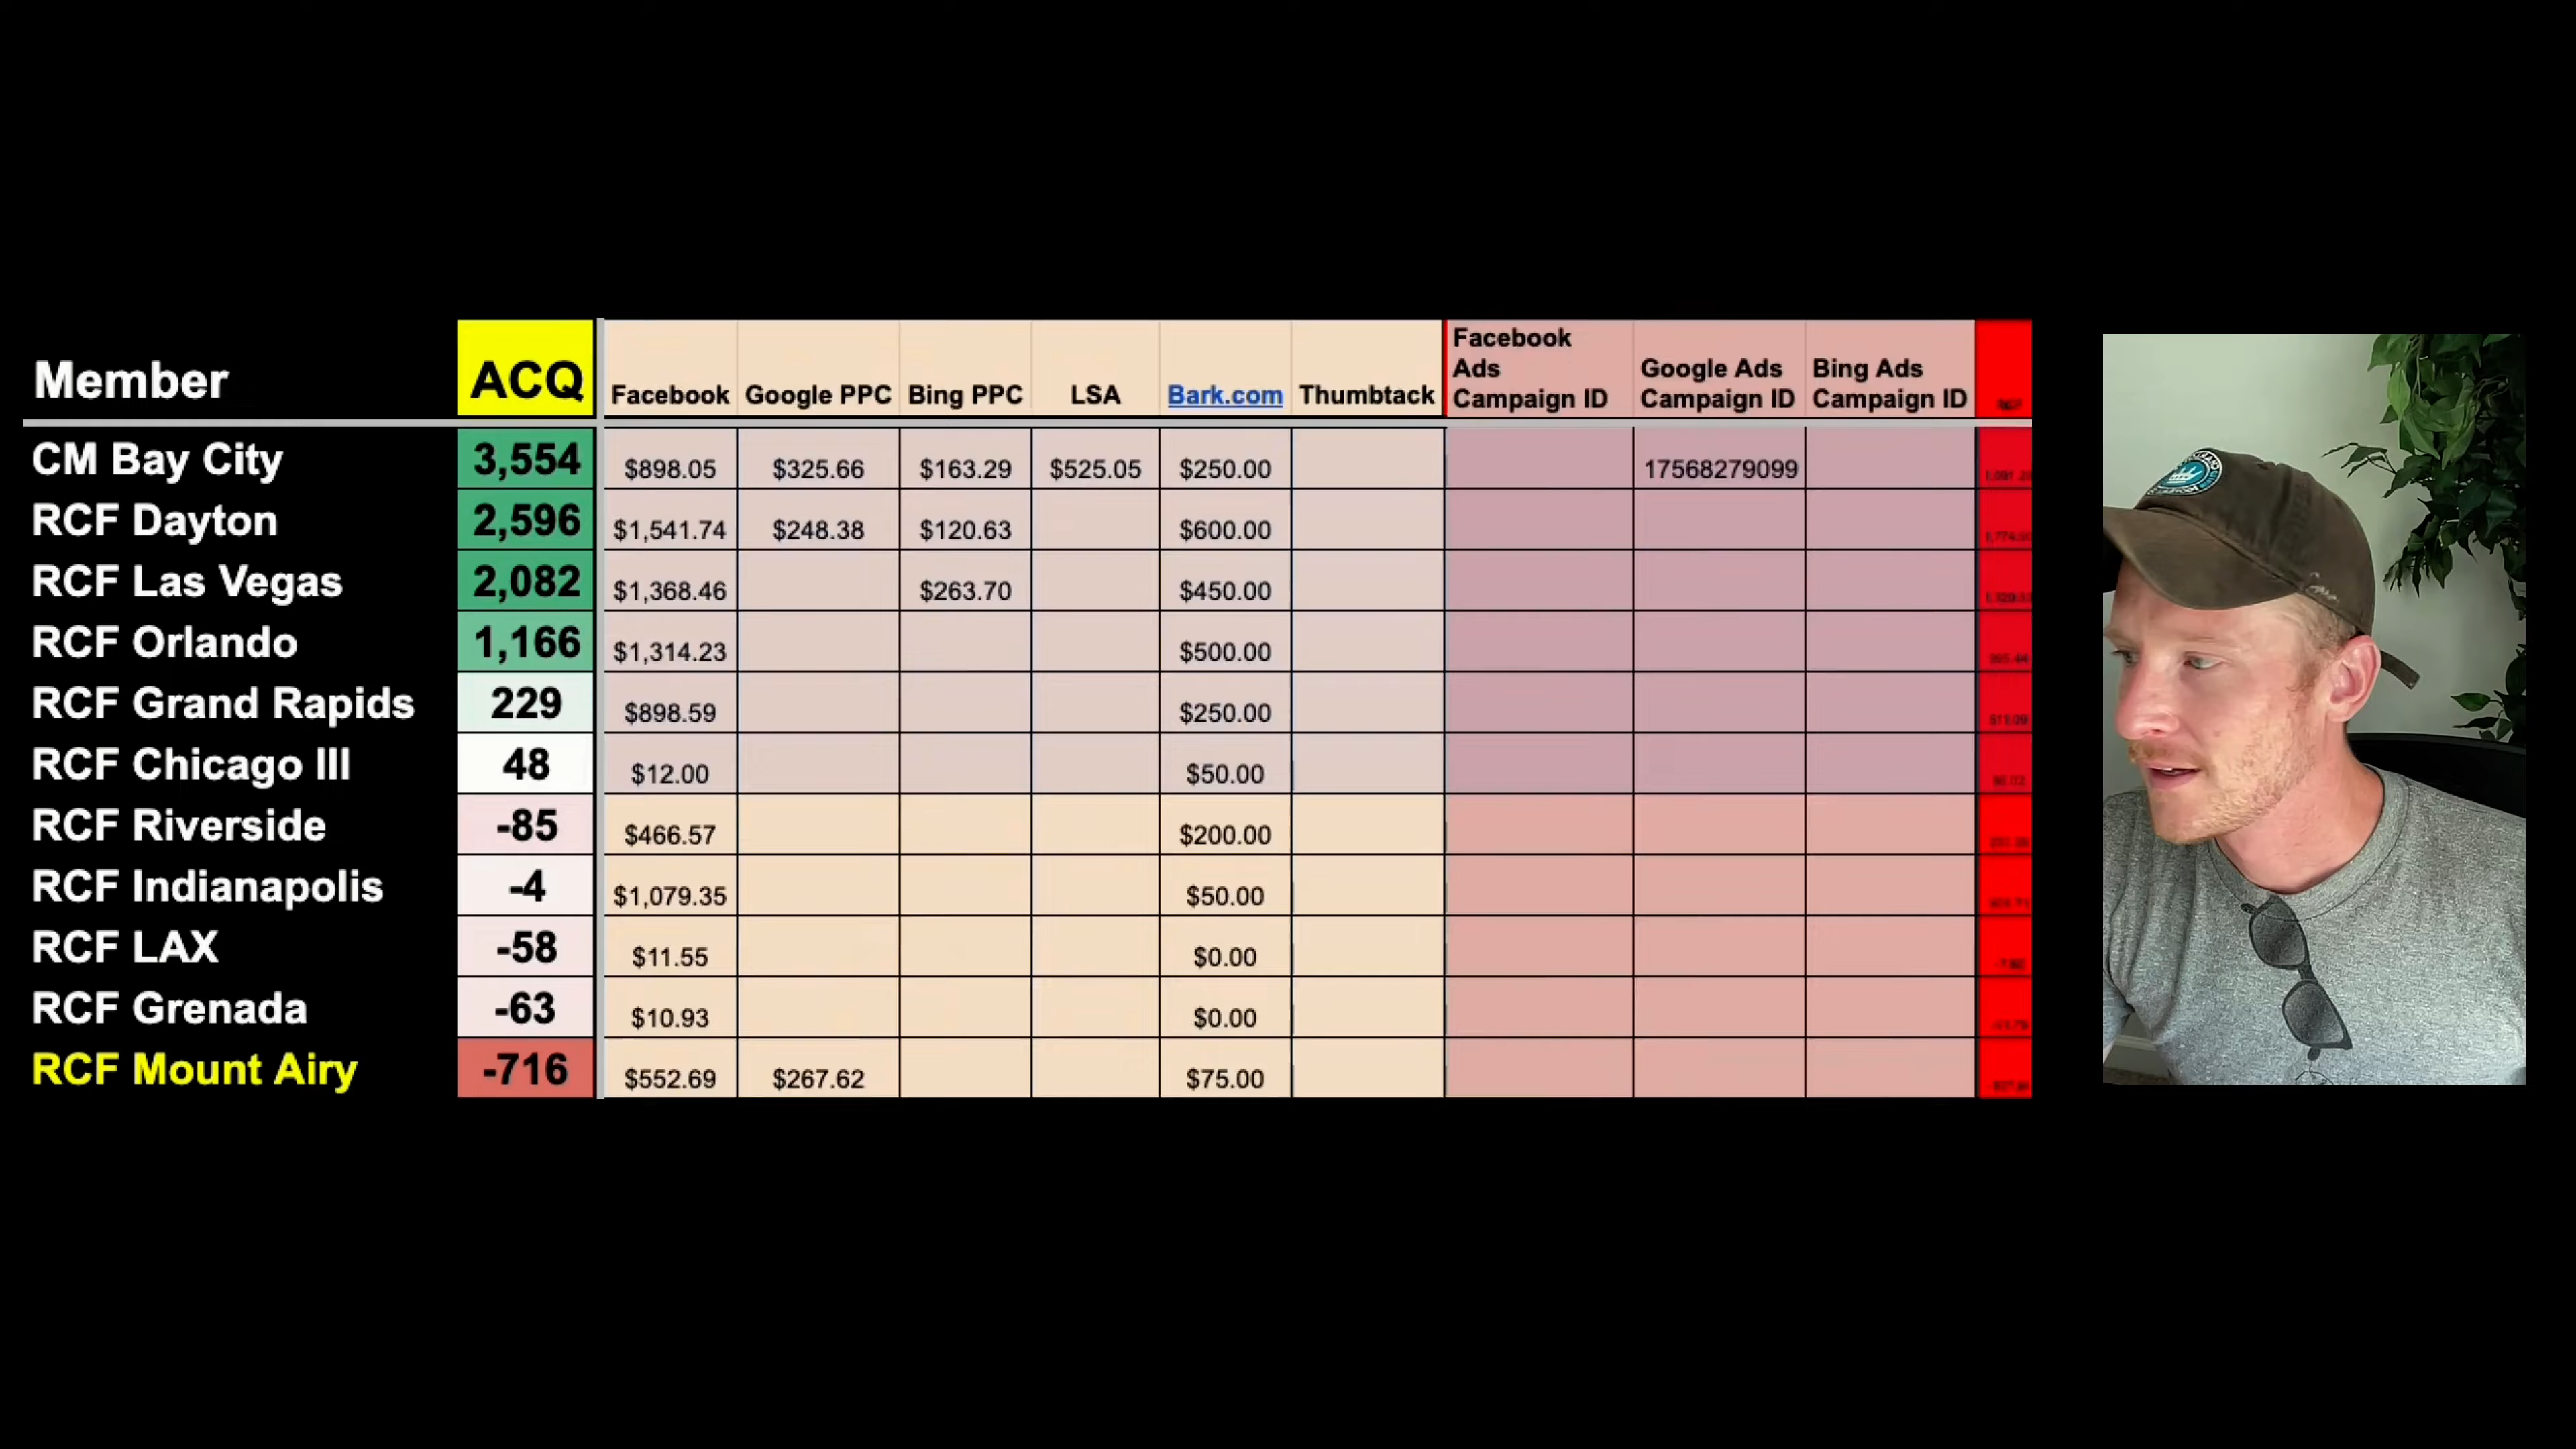 Member ACQ Facebook Google PPC Bing PPC LSA Bark.com Thumbtack Facebook Ads Campaign ID Google Ads Campaign ID Bing Ads Campaign ID
CM Bay City 3,554 $898.05 $325.66 $163.29 $525.05 $250.00 17568279099
RCF Dayton 2,596 $1,541.74 $248.38 $120.63 $600.00
RCF Las Vegas 2,082 $1,368.46 $263.70 $450.00
RCF Orlando 1,166 $1,314.23 $500.00
RCF Grand Rapids 229 $898.59 $250.00
RCF Chicago III 48 $12.00 $50.00
RCF Riverside -85 $466.57 $200.00
RCF Indianapolis -4 $1,079.35 $50.00
RCF LAX -58 $11.55 $0.00
RCF Grenada -63 $10.93 $0.00
RCF Mount Airy -716 $552.69 $267.62 $75.00